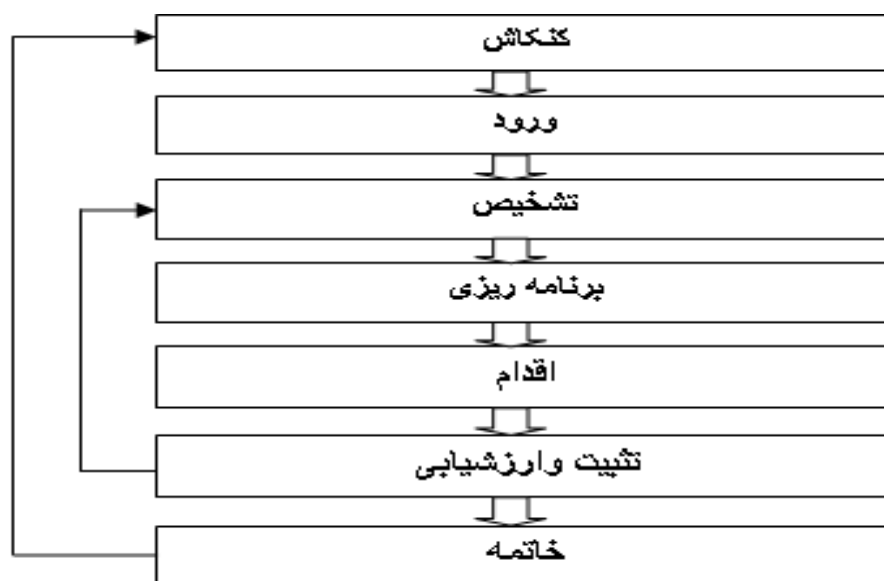 کنکاش
ورود
تشخیص
برنامه ریزی
اقدام
تثبیت وارزشیابی
خاتمه